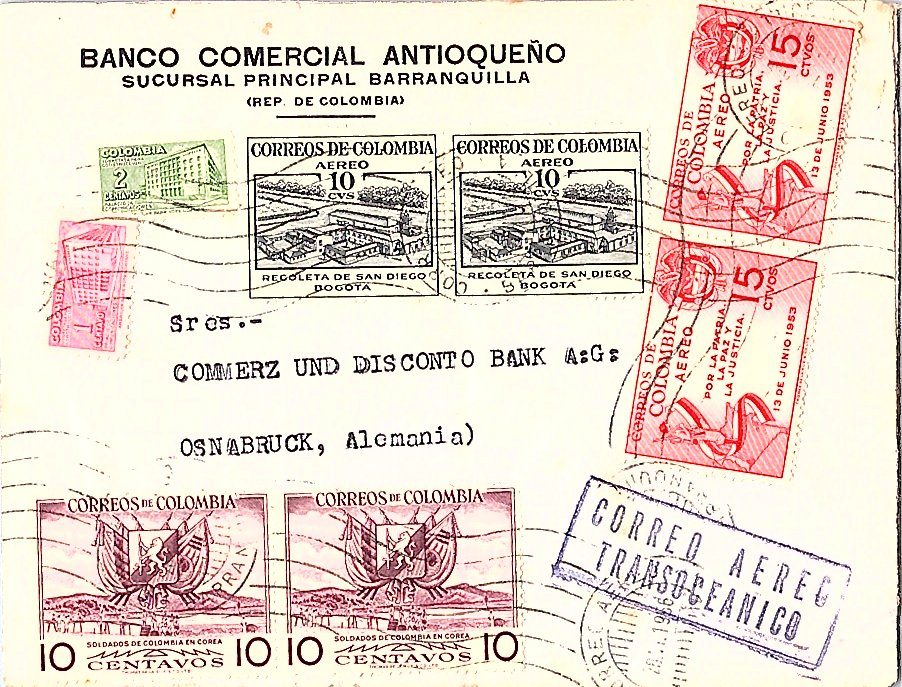 BANCO COMERCIAL ANTIOQUEÑO
SUCURSAL PRINCIPAL BARRANQUILLA
(REP. DE COLOMBIA)
COLOMBIA
2
CENTAVOS
COLOMBIA
1
CENTAVO
CORREOS DE COLOMBIA
AEREO
10
CVS
RECOLETA DE SAN DIEGO
BOGOTA
CORREOS DE COLOMBIA
AEREO
10
CVS
RECOLETA DE SAN DIEGO
BOGOTA
CORREOS DE
COLOMBIA
AEREO
POR LA PATRIA,
LA PAZ Y
LA JUSTICIA.
15
CTVOS
13 DE JUNIO 1953
CORREOS DE
COLOMBIA
AEREO
POR LA PATRIA,
LA PAZ Y
LA JUSTICIA.
15
CTVOS
13 DE JUNIO 1953
Sres.-
COMMERZ UND DISCONTO BANK A:G:
OSNABRUCK, Alemania)
CORREOS DE COLOMBIA
SOLDADOS DE COLOMBIA EN COREA
10 CENTAVOS 10
CORREOS DE COLOMBIA
SOLDADOS DE COLOMBIA EN COREA
10 CENTAVOS 10
CORREO AEREO
TRANSOCEANICO